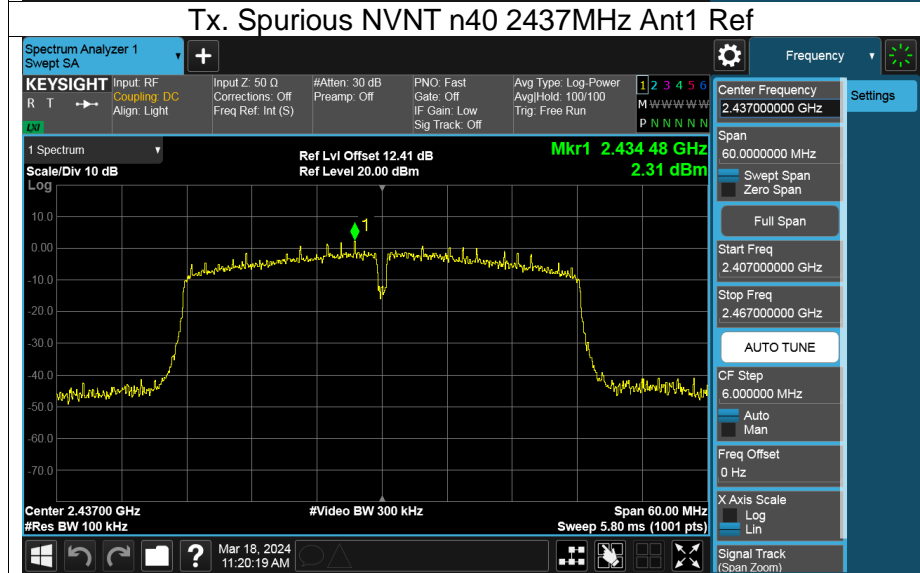 Tx. Spurious NVNT n40 2437MHz Ant1 Ref
Spectrum Analyzer 1
Swept SA
+
Frequency
KEYSIGHT
R T
LXI
Input: RF
Coupling: DC
Align: Light
Input Z: 50 Ω
Corrections: Off
Freq Ref: Int (S)
#Atten: 30 dB
Preamp: Off
PNO: Fast
Gate: Off
IF Gain: Low
Sig Track: Off
Avg Type: Log-Power
Avg|Hold: 100/100
Trig: Free Run
1 2 3 4 5 6
M W W W W W
P N N N N N
1 Spectrum
Scale/Div 10 dB
Log
Ref Lvl Offset 12.41 dB
Ref Level 20.00 dBm
Mkr1 2.434 48 GHz
2.31 dBm
1
10.0
0.00
-10.0
-20.0
-30.0
-40.0
-50.0
-60.0
-70.0
Center 2.43700 GHz
#Res BW 100 kHz
#Video BW 300 kHz
Span 60.00 MHz
Sweep 5.80 ms (1001 pts)
?
Mar 18, 2024
11:20:19 AM
Center Frequency
2.437000000 GHz
Span
60.0000000 MHz
Swept Span
Zero Span
Full Span
Start Freq
2.407000000 GHz
Stop Freq
2.467000000 GHz
AUTO TUNE
CF Step
6.000000 MHz
Auto
Man
Freq Offset
0 Hz
X Axis Scale
Log
Lin
Signal Track
(Span Zoom)
Settings